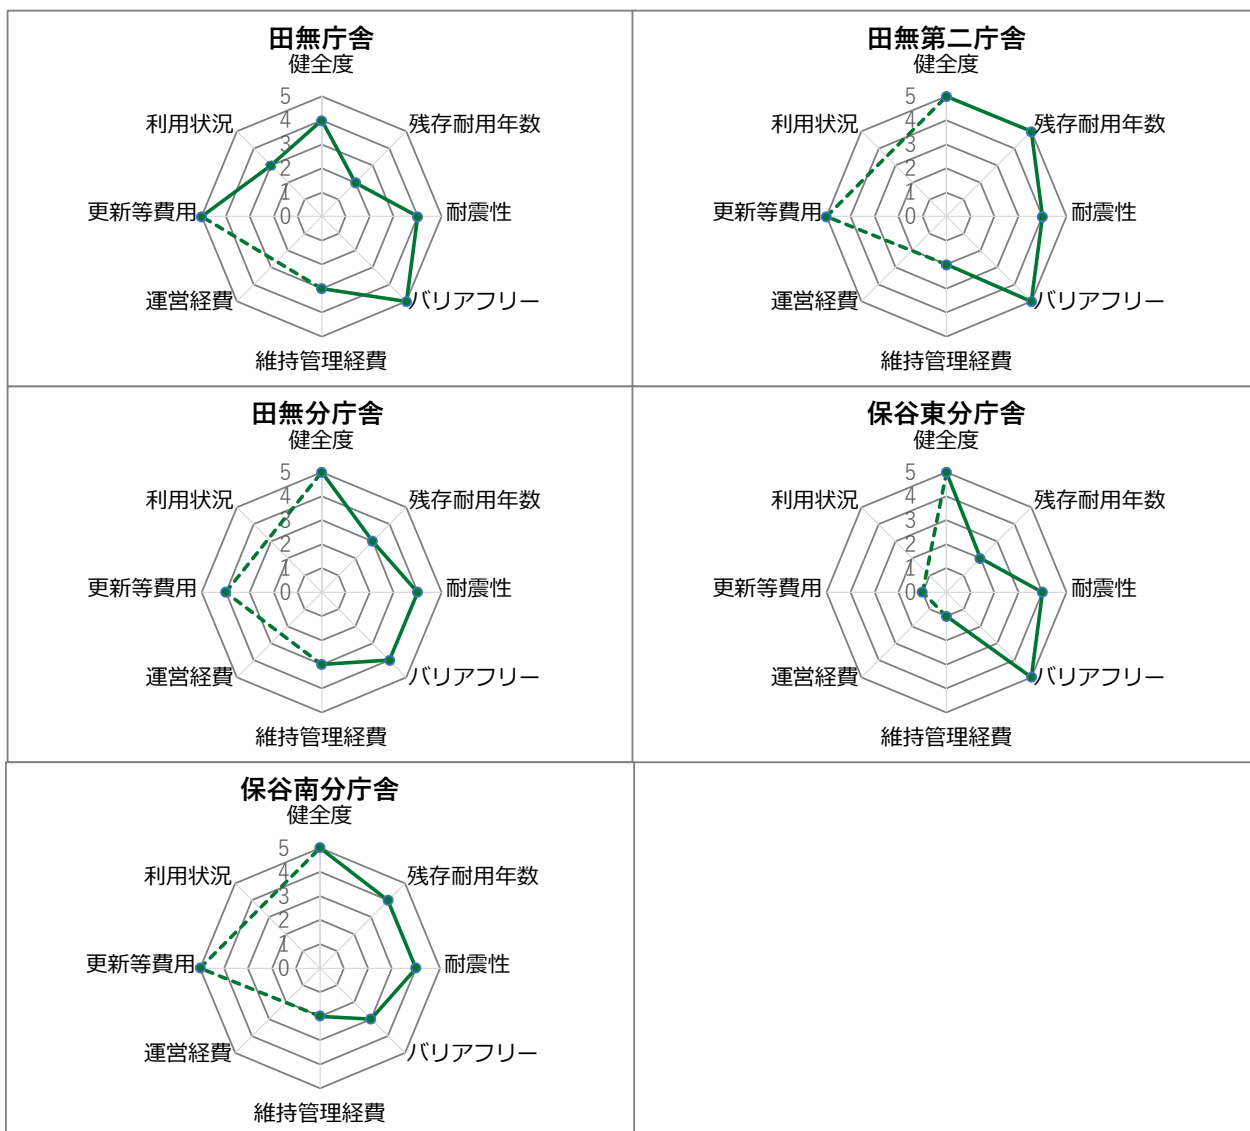 田無庁舎
健全度
5
4
3
2
1
0
利用状況
残存耐用年数
更新等費用
耐震性
運営経費
バリアフリー
維持管理経費
田無第二庁舎
健全度
5
4
3
2
1
0
利用状況
残存耐用年数
更新等費用
耐震性
運営経費
バリアフリー
維持管理経費
田無分庁舎
健全度
5
4
3
2
1
0
利用状況
残存耐用年数
更新等費用
耐震性
運営経費
バリアフリー
維持管理経費
保谷東分庁舎
健全度
5
4
3
2
1
0
利用状況
残存耐用年数
更新等費用
耐震性
運営経費
バリアフリー
維持管理経費
保谷南分庁舎
健全度
5
4
3
2
1
0
利用状況
残存耐用年数
更新等費用
耐震性
運営経費
バリアフリー
維持管理経費